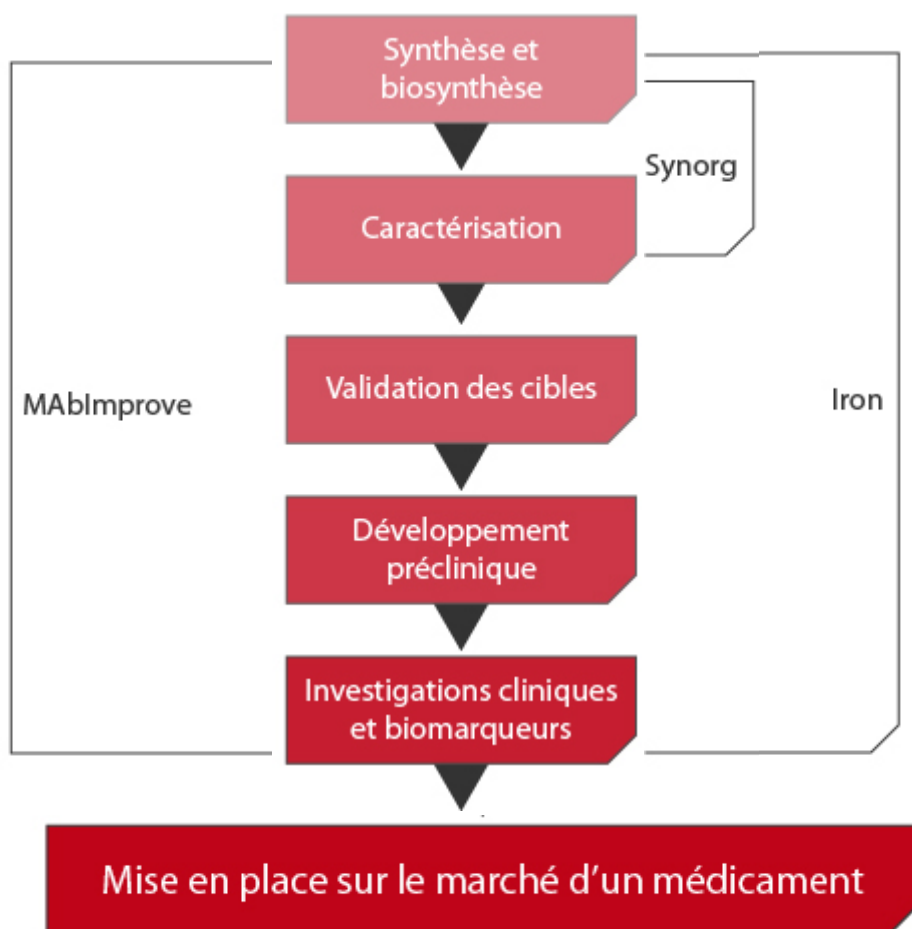 Synthèse et
biosynthèse
Synorg
Caractérisation
Validation des cibles
MAbImprove
Iron
Développement
préclinique
Investigations cliniques
et biomarqueurs
Mise en place sur le marché d’un médicament